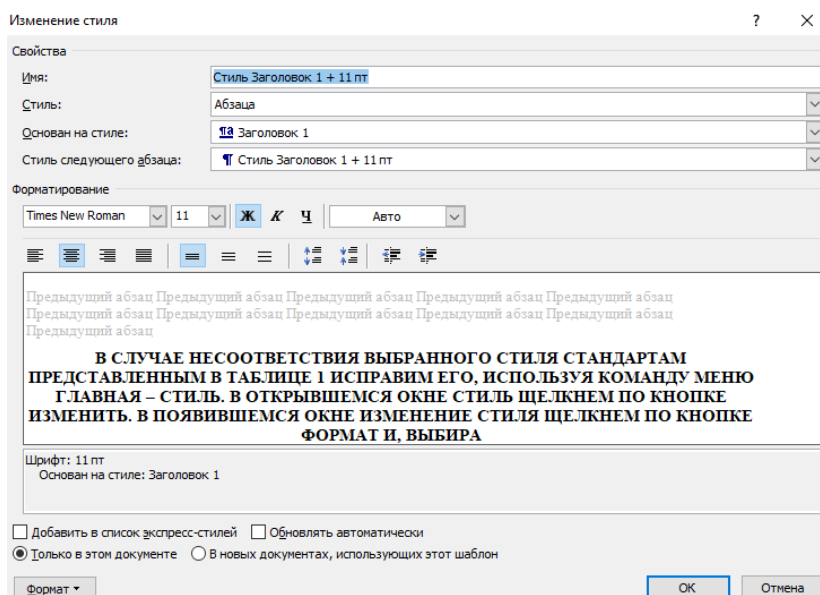 Изменение стиля ? ×
Свойства
Имя: Стиль Заголовок 1 + 11 пт
Стиль: Абзаца
Основан на стиле: ¶a Заголовок 1
Стиль следующего абзаца: ¶ Стиль Заголовок 1 + 11 пт
Форматирование
Times New Roman 11 Ж К Ч Авто
Предыдущий абзац Предыдущий абзац Предыдущий абзац Предыдущий абзац Предыдущий абзац
Предыдущий абзац Предыдущий абзац Предыдущий абзац Предыдущий абзац Предыдущий абзац
Предыдущий абзац
В СЛУЧАЕ НЕСООТВЕТСТВИЯ ВЫБРАННОГО СТИЛЯ СТАНДАРТАМ
ПРЕДСТАВЛЕННЫМ В ТАБЛИЦЕ 1 ИСПРАВИМ ЕГО, ИСПОЛЬЗУЯ КОМАНДУ МЕНЮ
ГЛАВНАЯ – СТИЛЬ. В ОТКРЫВШЕМСЯ ОКНЕ СТИЛЬ ЩЕЛКНЕМ ПО КНОПКЕ
ИЗМЕНИТЬ. В ПОЯВИВШЕМСЯ ОКНЕ ИЗМЕНЕНИЕ СТИЛЯ ЩЕЛКНЕМ ПО КНОПКЕ
ФОРМАТ И, ВЫБИРА
Шрифт: 11 пт
Основан на стиле: Заголовок 1
Добавить в список экспресс-стилей Обновлять автоматически
Только в этом документе В новых документах, использующих этот шаблон
Формат ОК Отмена